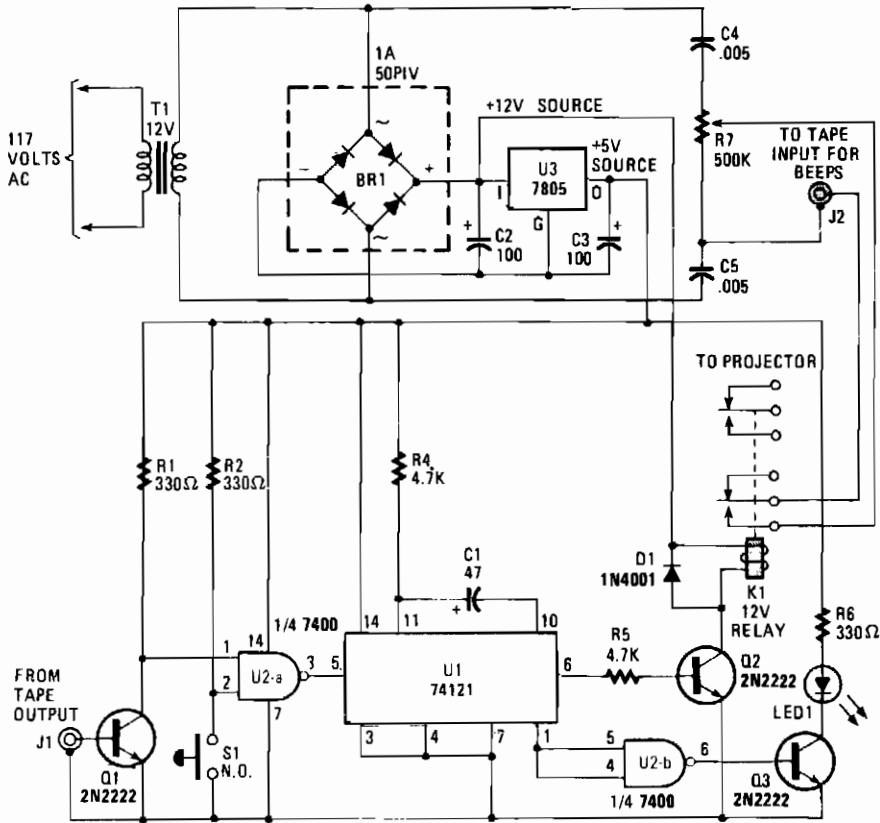 C4
.005
1A
50PIV
+12V SOURCE
T1
12V
117
VOLTS
AC
~
−
BR1
+
~
U3
7805
I
O
G
+5V
SOURCE
R7
500K
TO TAPE
INPUT FOR
BEEPS
J2
+
C2
100
+
C3
100
C5
.005
TO PROJECTOR
R1
330Ω
R2
330Ω
R4
4.7K
C1
47
+
D1
1N4001
K1
12V
RELAY
R6
330Ω
1/4 7400
1
2
14
U2-a
3
7
5
14
11
10
U1
74121
6
3
4
7
1
R5
4.7K
Q2
2N2222
LED1
FROM
TAPE
OUTPUT
J1
Q1
2N2222
S1
N.O.
5
4
U2-b
6
1/4 7400
Q3
2N2222